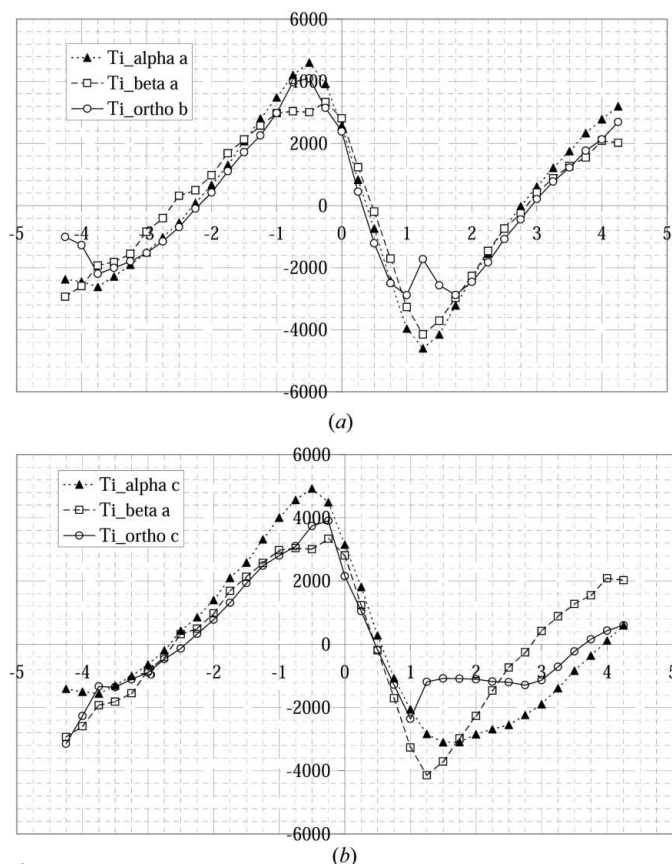 6000
Ti_alpha a
Ti_beta a
Ti_ortho b
4000
2000
0
-5 -4 -3 -2 -1 0 1 2 3 4 5
-2000
-4000
-6000
(a)
6000
Ti_alpha c
Ti_beta a
Ti_ortho c
4000
2000
0
-5 -4 -3 -2 -1 0 1 2 3 4 5
-2000
-4000
-6000
(b)